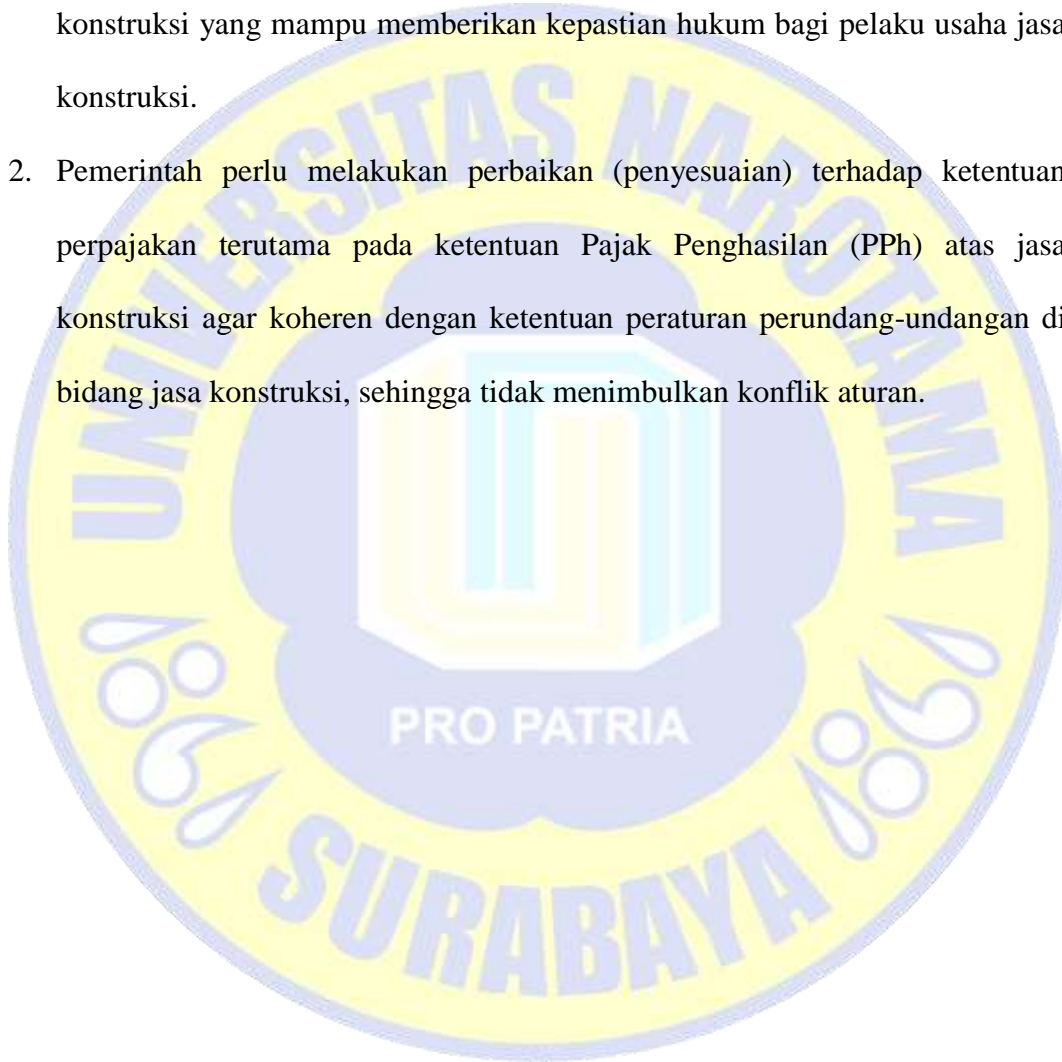 konstruksi yang mampu memberikan kepastian hukum bagi pelaku usaha jasa
konstruksi.
2. Pemerintah perlu melakukan perbaikan (penyesuaian) terhadap ketentuan
perpajakan terutama pada ketentuan Pajak Penghasilan (PPh) atas jasa
konstruksi agar koheren dengan ketentuan peraturan perundang-undangan di
bidang jasa konstruksi, sehingga tidak menimbulkan konflik aturan.
UNIVERSITAS NAROTAMA
PRO PATRIA
SURABAYA